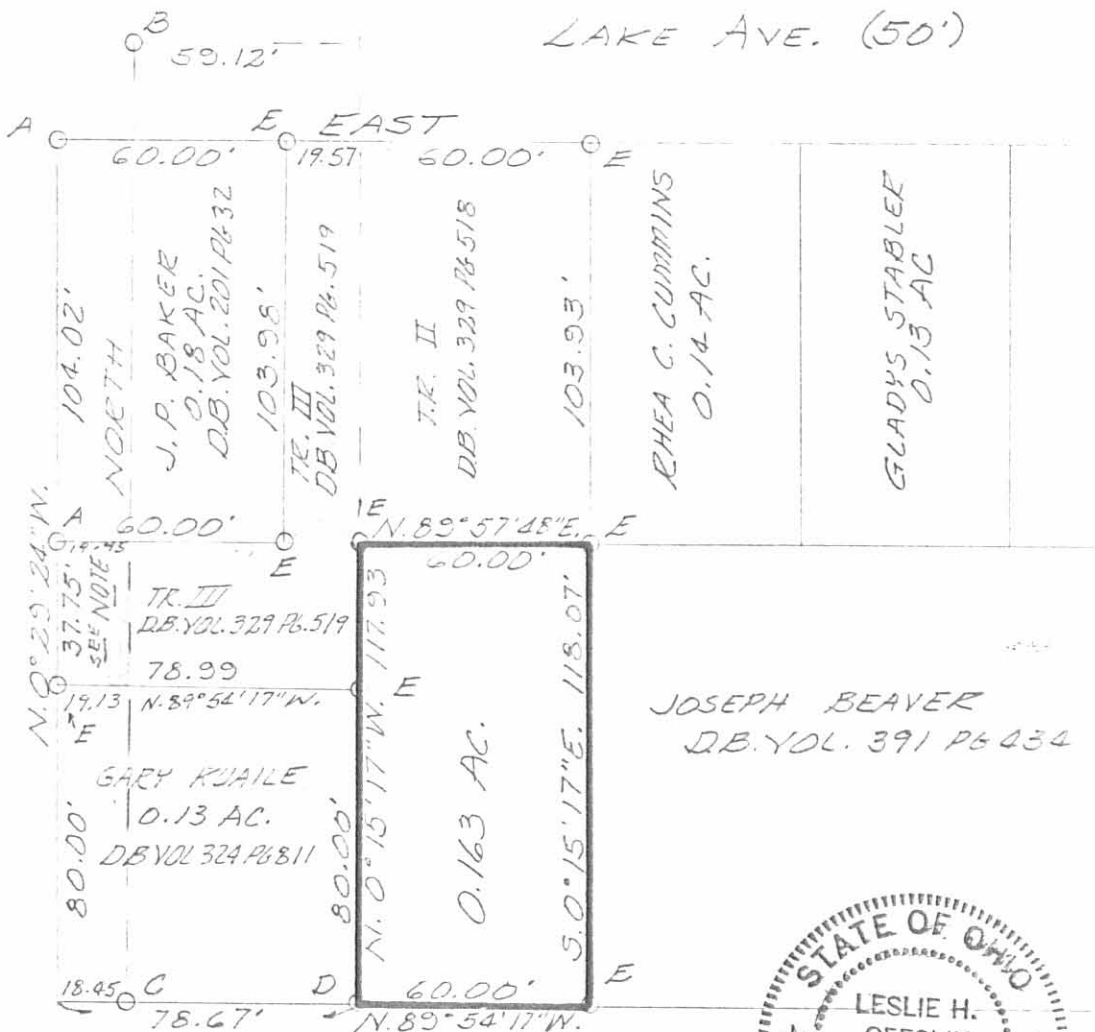 LAKE AVE. (50')
B
59.12'
A
E
EAST
60.00'
19.57
60.00'
E
104.02'
NORTH
J. P. BAKER
0.18 AC.
D.B. VOL. 201 PG 32
103.98'
TR. III
DB VOL. 329 PG. 519
T.R. II
D.B. VOL. 329 PG 518
103.93'
RHEA C. CUMMINS
0.14 AC.
GLADYS STABLER
0.13 AC
A
60.00'
E
E
N. 89° 57' 48" E.
E
60.00'
19.45
N. 0° 29' 24" W.
37.75'
SEE NOTE
TR. III
D.B. VOL. 329 PG. 519
78.99
19.13
N. 89° 54' 17" W.
E
E
N. 0° 15' 17" W. 117.93
0.163 AC.
S. 0° 15' 17" E. 118.07'
JOSEPH BEAVER
D.B. VOL. 391 PG 434
GARY KUAILE
0.13 AC.
DB VOL 324 PG 811
80.00'
80.00'
18.45
C
D
60.00'
E
78.67'
N. 89° 54' 17" W.
STATE OF OHIO
LESLIE H.